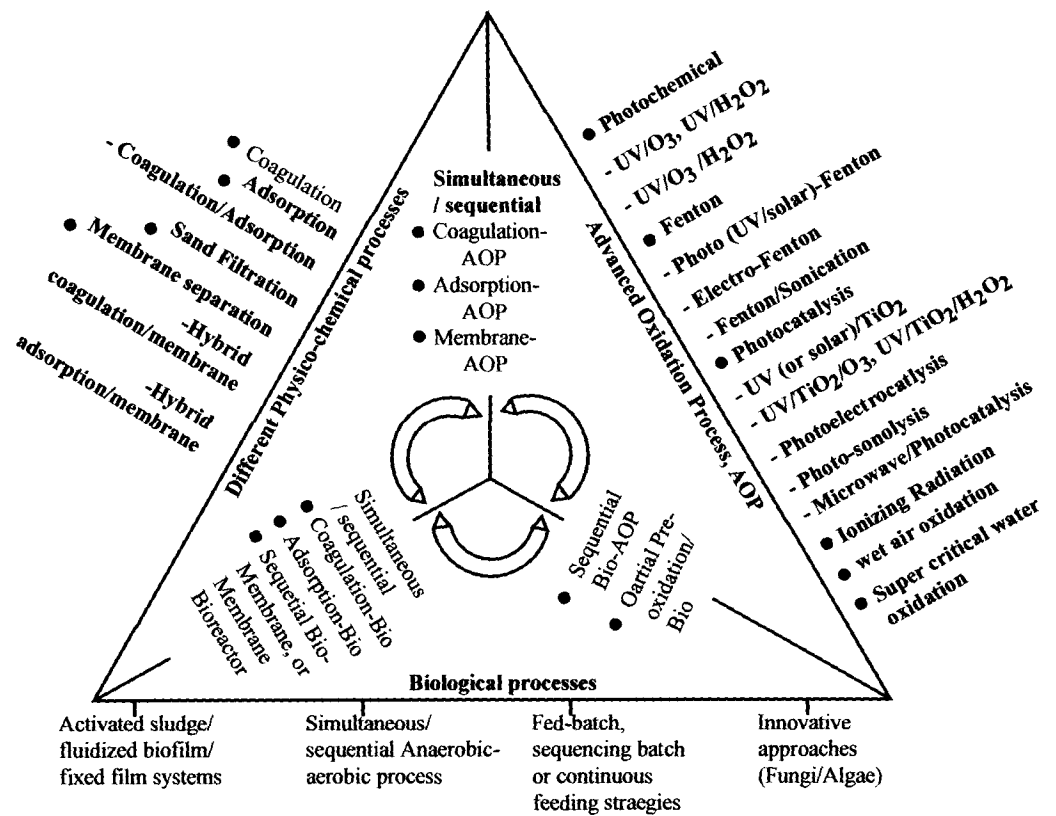 ● Coagulation
● Adsorption
- Coagulation/Adsorption
● Sand Filtration
● Membrane separation
-Hybrid
coagulation/membrane
-Hybrid
adsorption/membrane
Different Physico-chemical processes
Simultaneous
/ sequential
● Coagulation-
AOP
● Adsorption-
AOP
● Membrane-
AOP
Advanced Oxidation Process, AOP
● Photochemical
- UV/O3, UV/H2O2
- UV/O3 /H2O2
● Fenton
- Photo (UV/solar)-Fenton
- Electro-Fenton
- Fenton/Sonication
● Photocatalysis
- UV (or solar)/TiO2
- UV/TiO2/O3, UV/TiO2/H2O2
- Photoelectrocatlysis
- Photo-sonolysis
- Microwave/Photocatalysis
● Ionizing Radiation
● wet air oxidation
● Super critical water
oxidation
Simultaneous
/ sequential
● Coagulation-Bio
● Adsorption-Bio
● Sequetial Bio-
Membrane, or
Membrane
Bioreactor
● Sequential
Bio-AOP
● Oartial Pre-
oxidation/
Bio
Biological processes
Activated sludge/
fluidized biofilm/
fixed film systems
Simultaneous/
sequential Anaerobic-
aerobic process
Fed-batch,
sequencing batch
or continuous
feeding straegies
Innovative
approaches
(Fungi/Algae)